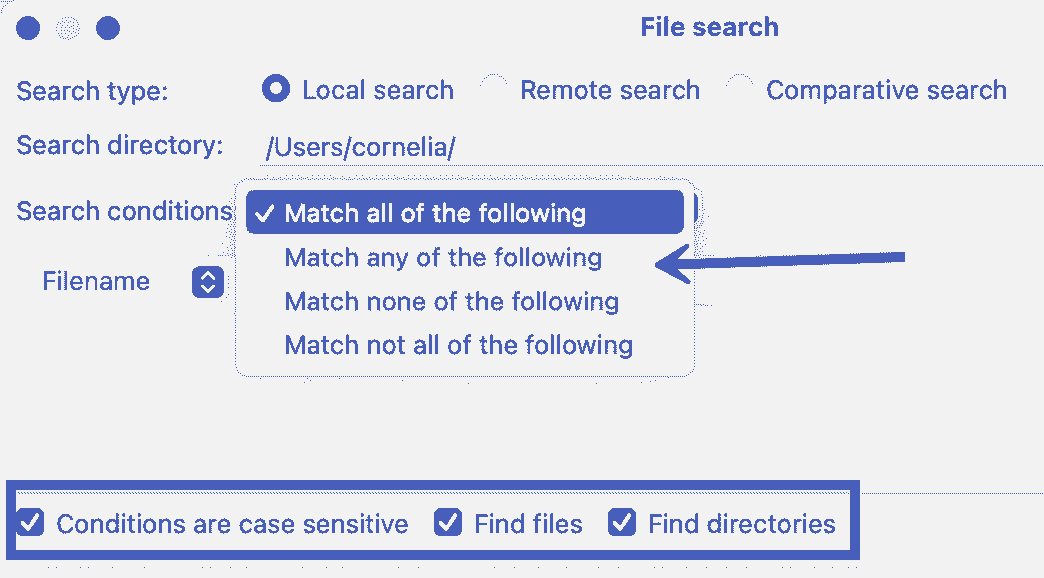 File search
Search type: Local search Remote search Comparative search
Search directory: /Users/cornelia/
Search conditions Match all of the following
Match any of the following
Filename
Match none of the following
Match not all of the following
Conditions are case sensitive Find files Find directories